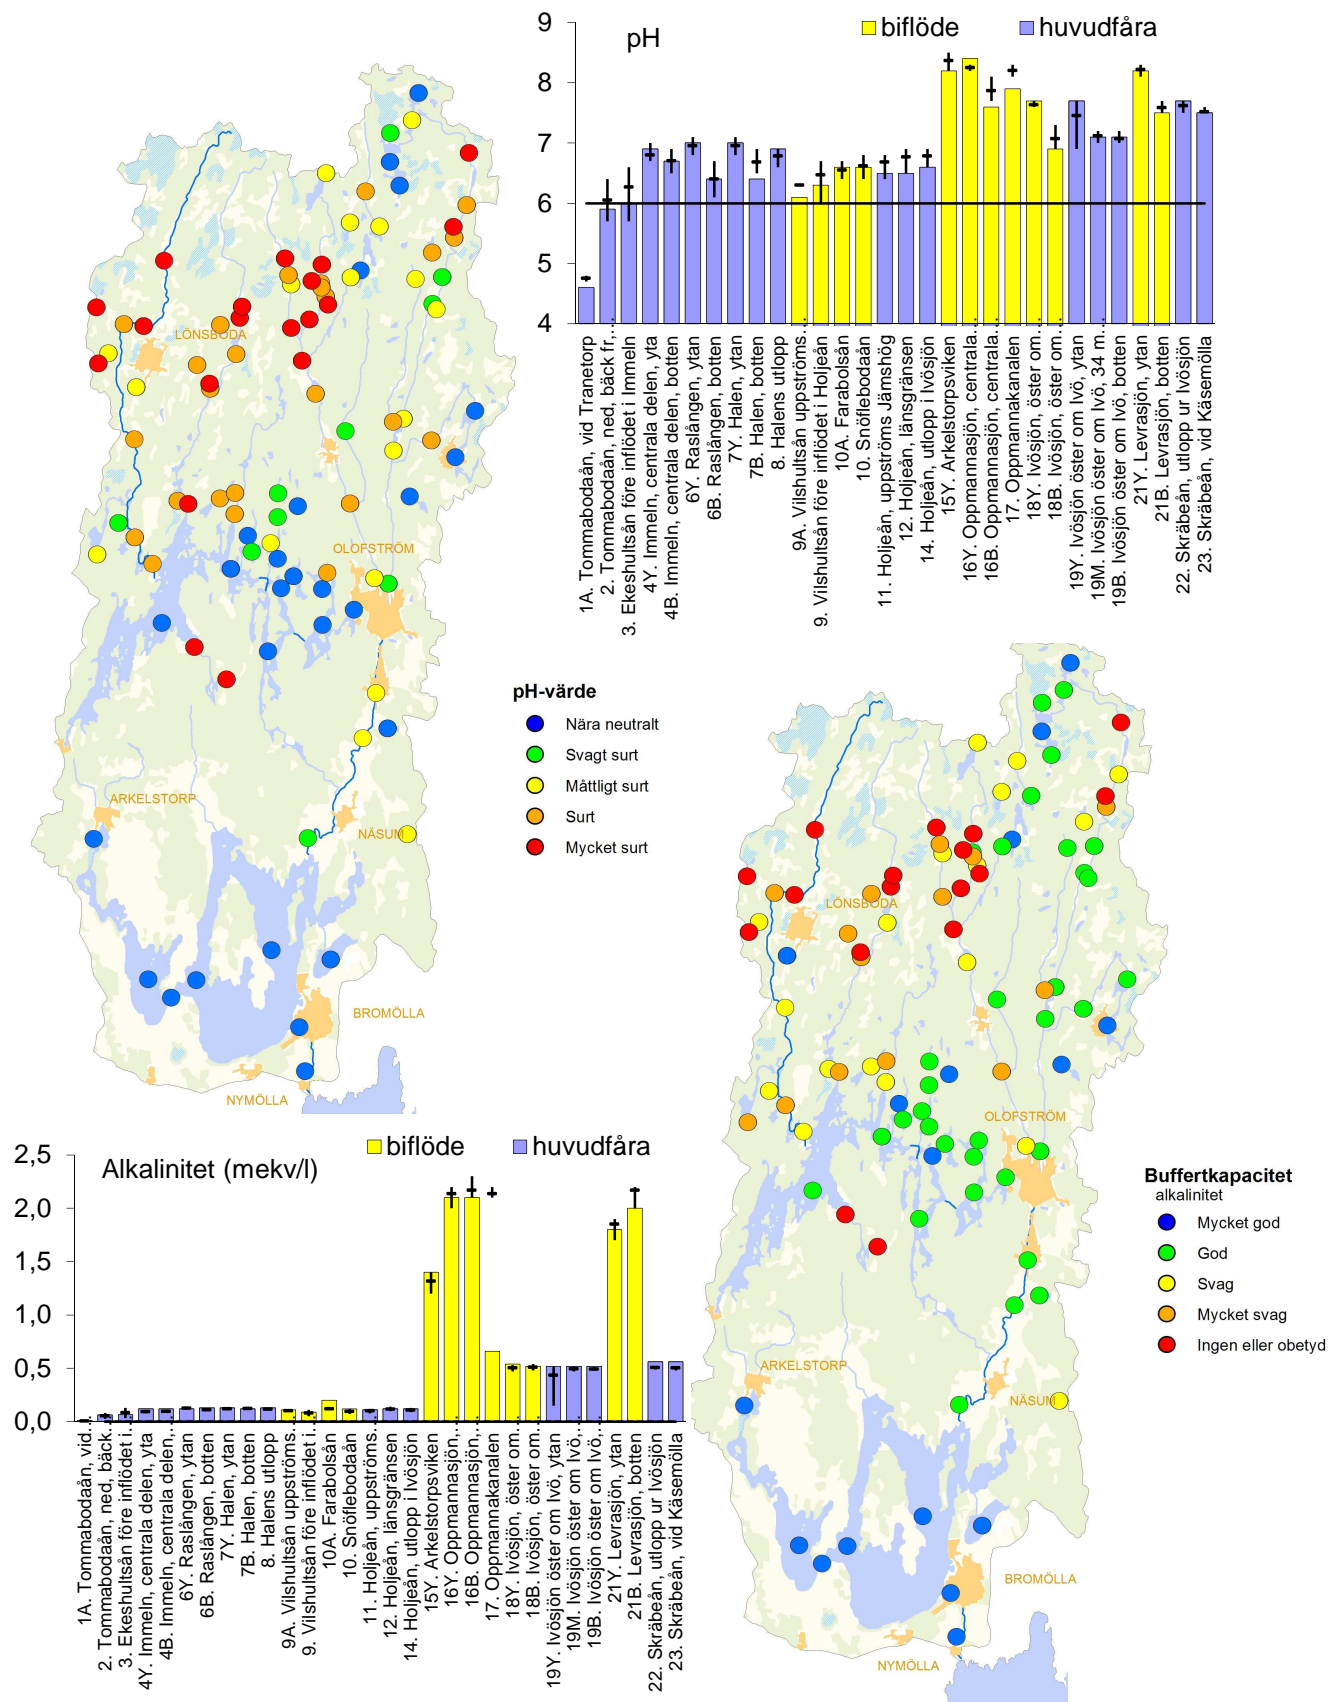 pH
biflöde
huvudfåra
9
8
7
6
5
4
1A. Tommabodaån, vid Tranetorp
2. Tommabodaån, ned, bäck fr,..
3. Ekeshultsån före inflödet i Immeln
4Y. Immeln, centrala delen, yta
4B. Immeln, centrala delen, botten
6Y. Raslången, ytan
6B. Raslången, botten
7Y. Halen, ytan
7B. Halen, botten
8. Halens utlopp
9A. Vilshultsån uppströms..
9. Vilshultsån före inflödet i Holjeån
10A. Farabolsån
10. Snöflebodaån
11. Holjeån, uppströms Jämshög
12. Holjeån, länsgränsen
14. Holjeån, utlopp i Ivösjön
15Y. Arkelstorpsviken
16Y. Oppmannasjön, centrala..
16B. Oppmannasjön, centrala..
17. Oppmannakanalen
18Y. Ivösjön, öster om..
18B. Ivösjön, öster om..
19Y. Ivösjön öster om Ivö, ytan
19M. Ivösjön öster om Ivö, 34 m..
19B. Ivösjön öster om Ivö, botten
21Y. Levrasjön, ytan
21B. Levrasjön, botten
22. Skräbeån, utlopp ur Ivösjön
23. Skräbeån, vid Käsemölla
LÖNSBODA
OLOFSTRÖM
ARKELSTORP
NÄSUM
BROMÖLLA
NYMÖLLA
pH-värde
Nära neutralt
Svagt surt
Måttligt surt
Surt
Mycket surt
LÖNSBODA
OLOFSTRÖM
ARKELSTORP
NÄSUM
BROMÖLLA
NYMÖLLA
Buffertkapacitet
alkalinitet
Mycket god
God
Svag
Mycket svag
Ingen eller obetyd
Alkalinitet (mekv/l)
biflöde
huvudfåra
2,5
2,0
1,5
1,0
0,5
0,0
1A. Tommabodaån, vid..
2. Tommabodaån, ned, bäck..
3. Ekeshultsån före inflödet i..
4Y. Immeln, centrala delen, yta
4B. Immeln, centrala delen,..
6Y. Raslången, ytan
6B. Raslången, botten
7Y. Halen, ytan
7B. Halen, botten
8. Halens utlopp
9A. Vilshultsån uppströms..
9. Vilshultsån före inflödet i..
10A. Farabolsån
10. Snöflebodaån
11. Holjeån, uppströms..
12. Holjeån, länsgränsen
14. Holjeån, utlopp i Ivösjön
15Y. Arkelstorpsviken
16Y. Oppmannasjön,..
16B. Oppmannasjön,..
17. Oppmannakanalen
18Y. Ivösjön, öster om..
18B. Ivösjön, öster om..
19Y. Ivösjön öster om Ivö, ytan
19M. Ivösjön öster om Ivö,..
19B. Ivösjön öster om Ivö,..
21Y. Levrasjön, ytan
21B. Levrasjön, botten
22. Skräbeån, utlopp ur Ivösjön
23. Skräbeån, vid Käsemölla